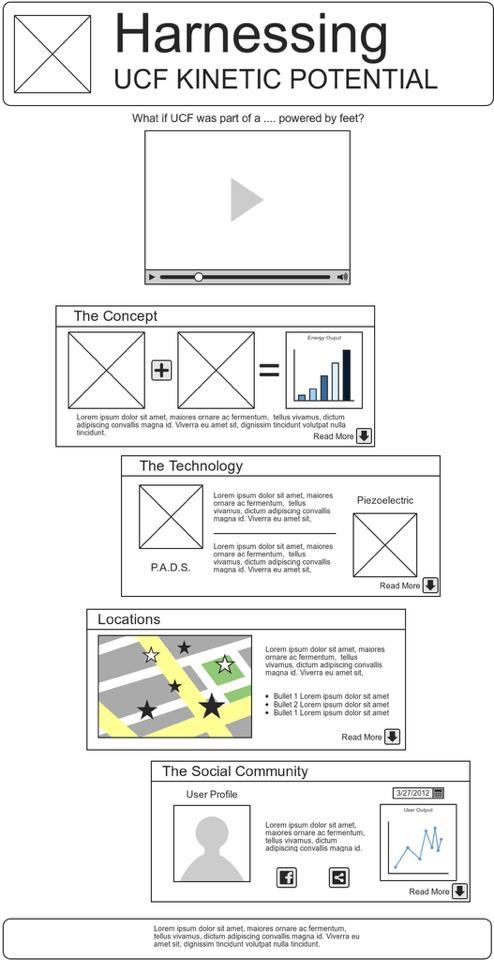 Harnessing
UCF KINETIC POTENTIAL
What if UCF was part of a .... powered by feet?
The Concept
Energy Ouput
Lorem ipsum dolor sit amet, maiores ornare ac fermentum, tellus vivamus, dictum
adipiscing convallis magna id. Viverra eu amet sit, dignissim tincidunt volutpat nulla
tincidunt.
Read More
The Technology
P.A.D.S.
Lorem ipsum dolor sit amet, maiores
ornare ac fermentum, tellus
vivamus, dictum adipiscing convallis
magna id. Viverra eu amet sit,
Lorem ipsum dolor sit amet, maiores
ornare ac fermentum, tellus
vivamus, dictum adipiscing convallis
magna id. Viverra eu amet sit,
Piezoelectric
Read More
Locations
Lorem ipsum dolor sit amet, maiores
ornare ac fermentum, tellus
vivamus, dictum adipiscing convallis
magna id. Viverra eu amet sit,
• Bullet 1 Lorem ipsum dolor sit amet
• Bullet 2 Lorem ipsum dolor sit amet
• Bullet 1 Lorem ipsum dolor sit amet
Read More
The Social Community
User Profile
Lorem ipsum dolor sit amet,
maiores ornare ac fermentum,
tellus vivamus, dictum
adipiscing convallis magna id.
3/27/2012
User Output
Read More
Lorem ipsum dolor sit amet, maiores ornare ac fermentum,
tellus vivamus, dictum adipiscing convallis magna id. Viverra eu
amet sit, dignissim tincidunt volutpat nulla tincidunt.